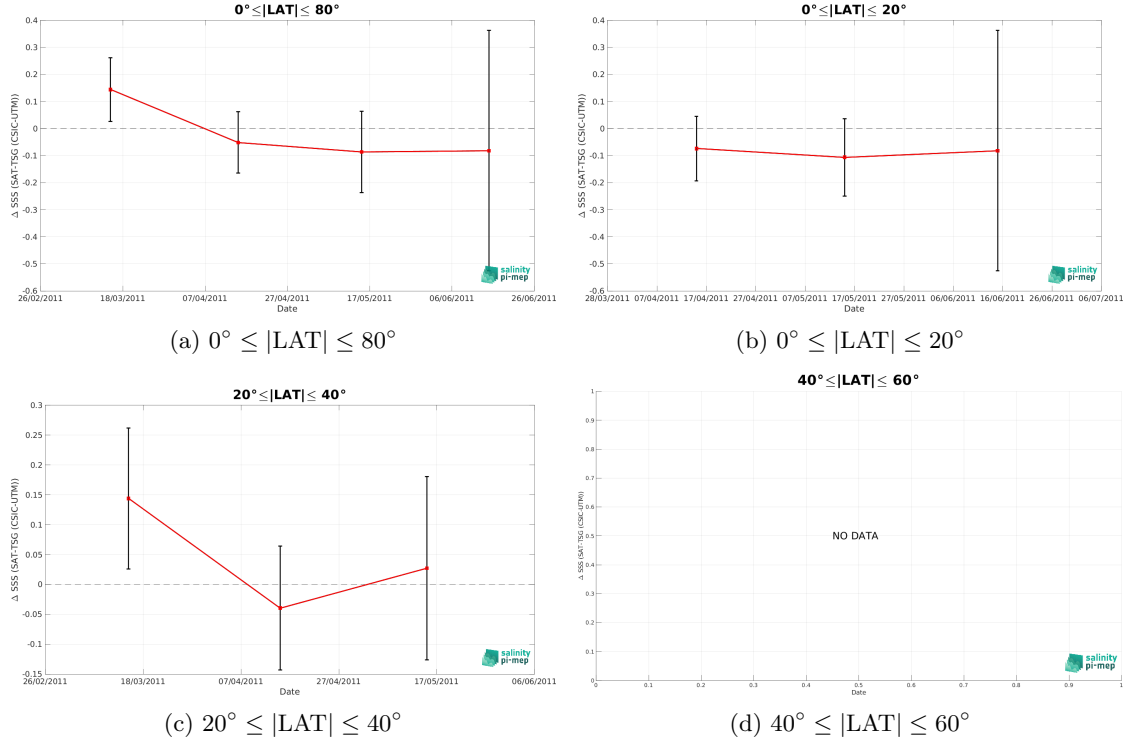 0°≤|LAT|≤ 80°
0.4
0.3
0.2
0.1
0
-0.1
-0.2
-0.3
-0.4
-0.5
-0.6
Δ SSS (SAT-TSG (CSIC-UTM))
26/02/2011 18/03/2011 07/04/2011 27/04/2011 17/05/2011 06/06/2011 26/06/2011
Date
salinity
pi-mep
(a) 0° ≤ |LAT| ≤ 80°
0°≤|LAT|≤ 20°
0.4
0.3
0.2
0.1
0
-0.1
-0.2
-0.3
-0.4
-0.5
-0.6
Δ SSS (SAT-TSG (CSIC-UTM))
28/03/2011 07/04/2011 17/04/2011 27/04/2011 07/05/2011 17/05/2011 27/05/2011 06/06/2011 16/06/2011 26/06/2011 06/07/2011
Date
salinity
pi-mep
(b) 0° ≤ |LAT| ≤ 20°
20°≤|LAT|≤ 40°
0.3
0.25
0.2
0.15
0.1
0.05
0
-0.05
-0.1
-0.15
Δ SSS (SAT-TSG (CSIC-UTM))
26/02/2011 18/03/2011 07/04/2011 27/04/2011 17/05/2011 06/06/2011
Date
salinity
pi-mep
(c) 20° ≤ |LAT| ≤ 40°
40°≤|LAT|≤ 60°
1
0.9
0.8
0.7
0.6
0.5
0.4
0.3
0.2
0.1
0
Δ SSS (SAT-TSG (CSIC-UTM))
NO DATA
0 0.1 0.2 0.3 0.4 0.5 0.6 0.7 0.8 0.9 1
Date
salinity
pi-mep
(d) 40° ≤ |LAT| ≤ 60°